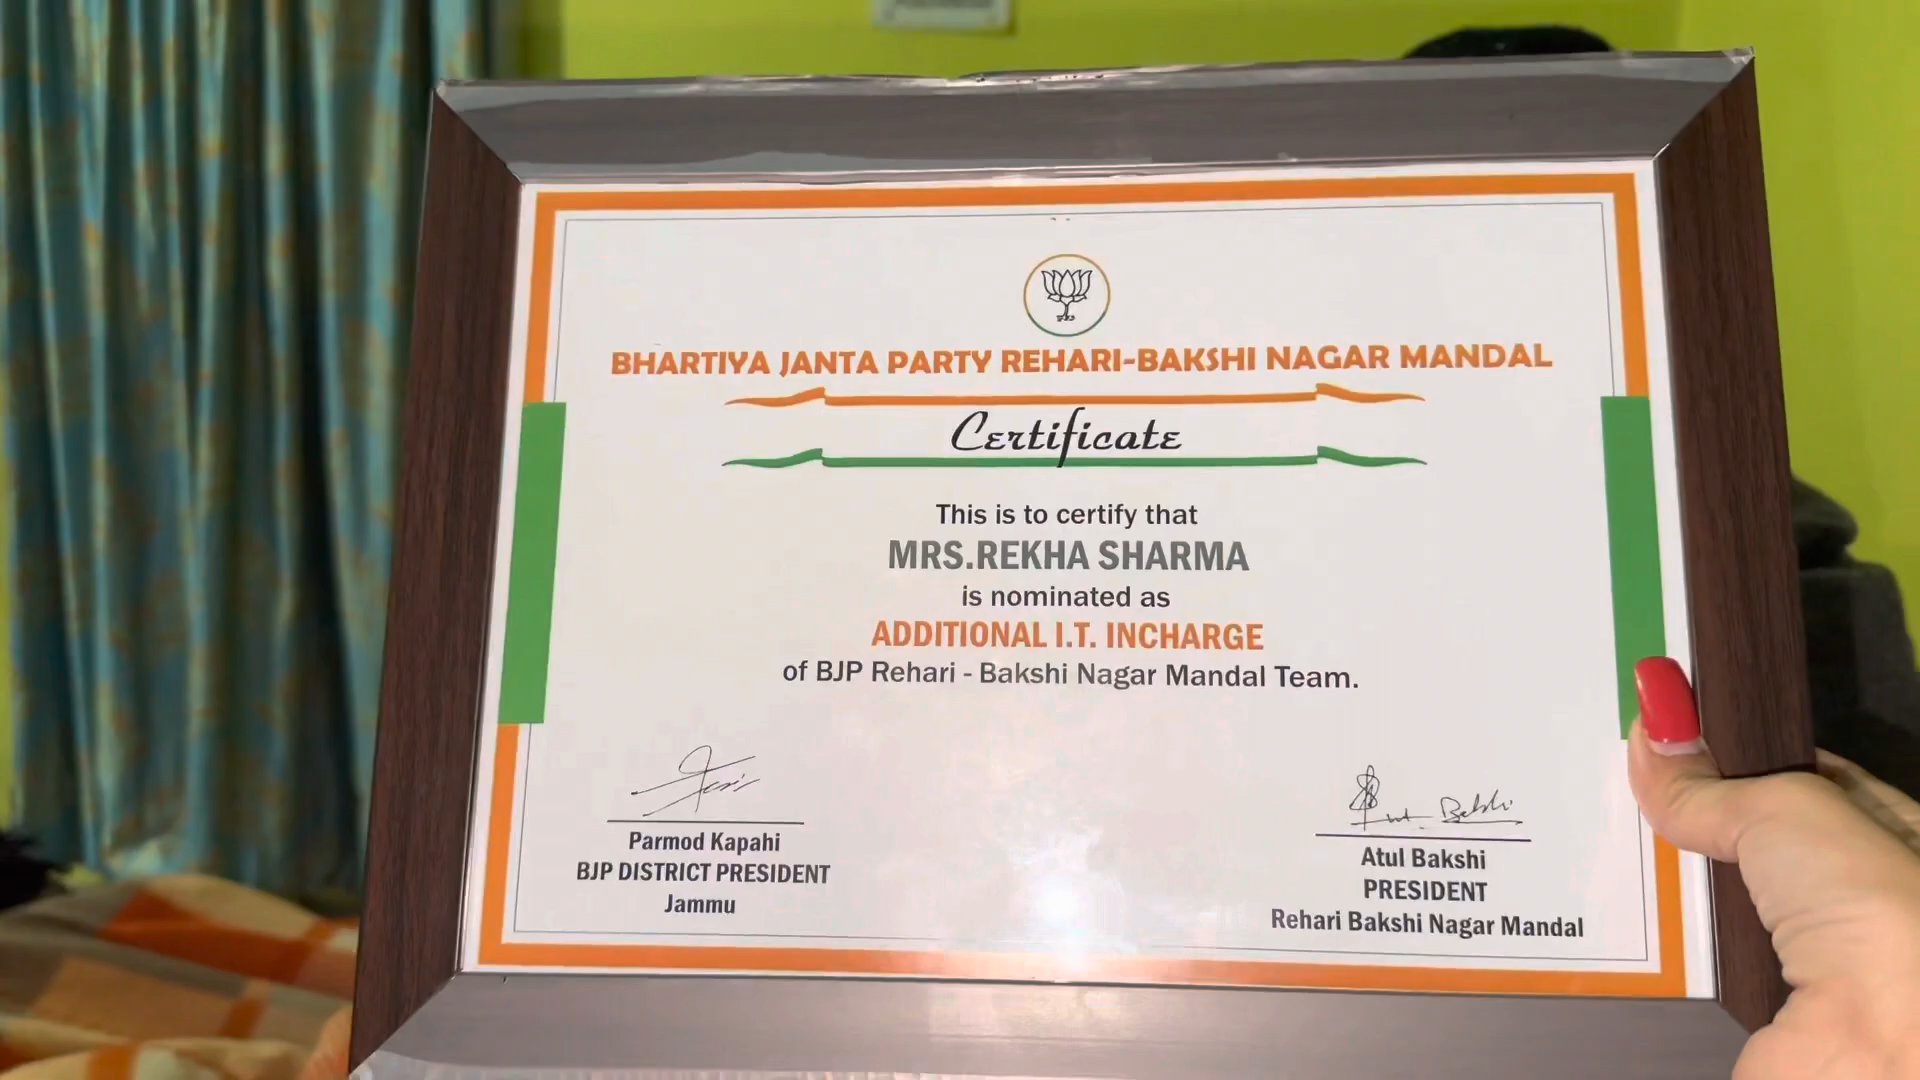 BHARTIYA JANTA PARTY REHARI-BAKSHI NAGAR MANDAL
Certificate
This is to certify that
MRS.REKHA SHARMA
is nominated as
ADDITIONAL I.T. INCHARGE
of BJP Rehari - Bakshi Nagar Mandal Team.
Parmod Kapahi
BJP DISTRICT PRESIDENT
Jammu
Bakshi
Atul Bakshi
PRESIDENT
Rehari Bakshi Nagar Mandal